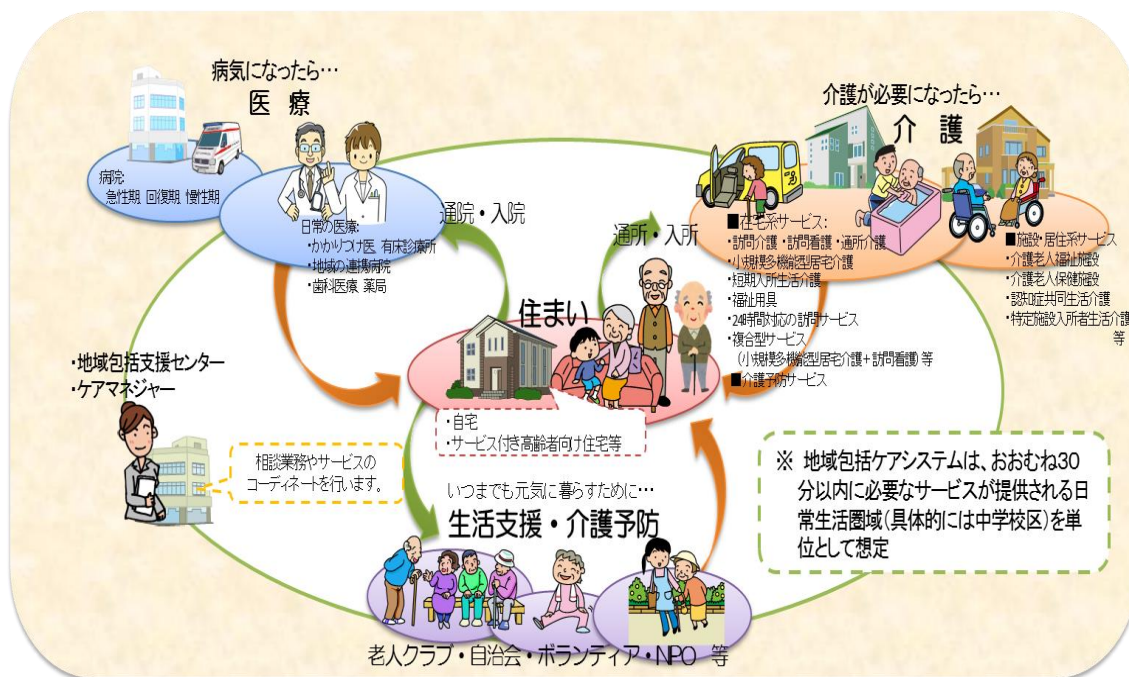 病気になったら…
医 療
病院:
急性期 回復期 慢性期
日常の医療:
・かかりつけ医 有床診療所
・地域の連携病院
・歯科医療 薬局
通院・入院
通所・入所
介護が必要になったら…
介 護
■在宅系サービス:
・訪問介護・訪問看護・通所介護
・小規模多機能型居宅介護
・短期入所生活介護
・福祉用具
・24時間対応の訪問サービス
・複合型サービス
(小規模多機能型居宅介護+訪問看護)等
■介護予防サービス
■施設・居住系サービス
・介護老人福祉施設
・介護老人保健施設
・認知症共同生活介護
・特定施設入所者生活介護
等
住まい
・自宅
・サービス付き高齢者向け住宅等
・地域包括支援センター
・ケアマネジャー
相談業務やサービスの
コーディネートを行います。
いつまでも元気に暮らすために…
生活支援・介護予防
老人クラブ・自治会・ボランティア・NPO 等
※ 地域包括ケアシステムは、おおむね30
分以内に必要なサービスが提供される日
常生活圏域(具体的には中学校区)を単
位として想定